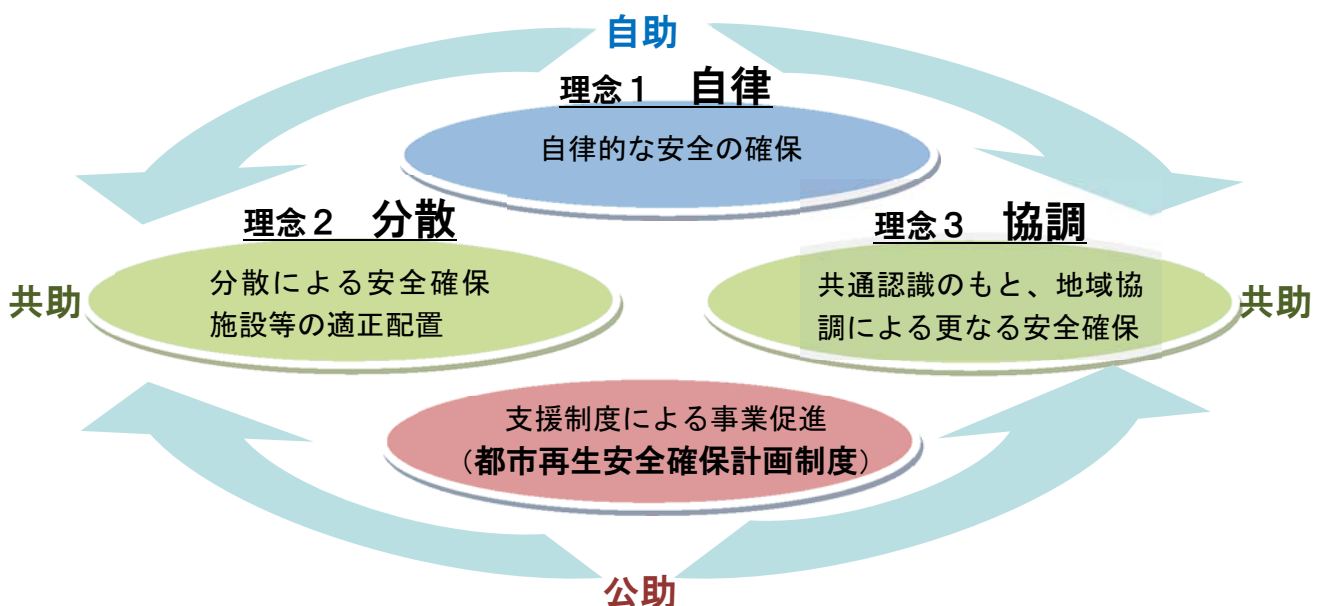 自助
理念１　自律
自律的な安全の確保
理念２　分散
分散による安全確保
施設等の適正配置
共助
理念３　協調
共通認識のもと、地域協
調による更なる安全確保
共助
支援制度による事業促進
（都市再生安全確保計画制度）
公助